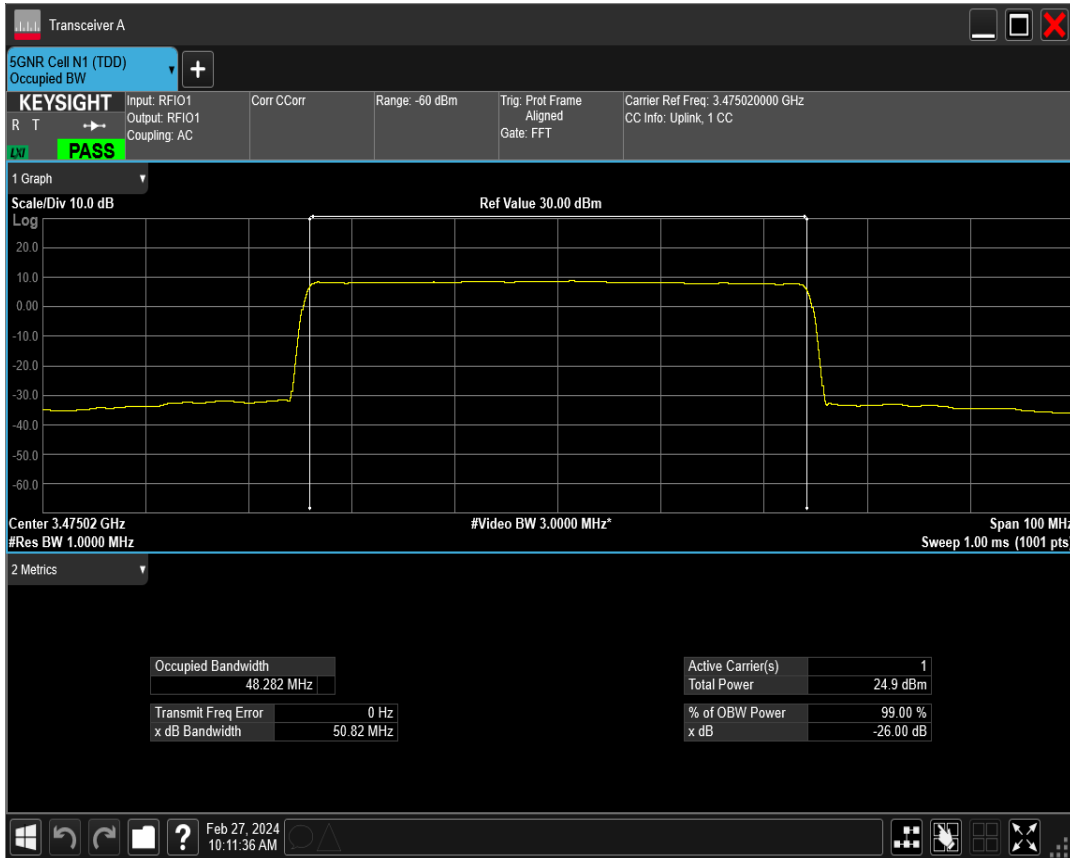 Transceiver A
5GNR Cell N1 (TDD)
Occupied BW
+
KEYSIGHT
R T
LXI
PASS
Input: RFIO1
Output: RFIO1
Coupling: AC
Corr CCorr
Range: -60 dBm
Trig: Prot Frame
Aligned
Gate: FFT
Carrier Ref Freq: 3.475020000 GHz
CC Info: Uplink, 1 CC
1 Graph
Scale/Div 10.0 dB
Ref Value 30.00 dBm
Log
20.0
10.0
0.00
-10.0
-20.0
-30.0
-40.0
-50.0
-60.0
Center 3.47502 GHz
#Video BW 3.0000 MHz*
Span 100 MHz
#Res BW 1.0000 MHz
Sweep 1.00 ms (1001 pts)
2 Metrics
Occupied Bandwidth
48.282 MHz
Transmit Freq Error 0 Hz
x dB Bandwidth 50.82 MHz
Active Carrier(s) 1
Total Power 24.9 dBm
% of OBW Power 99.00 %
x dB -26.00 dB
?
Feb 27, 2024
10:11:36 AM